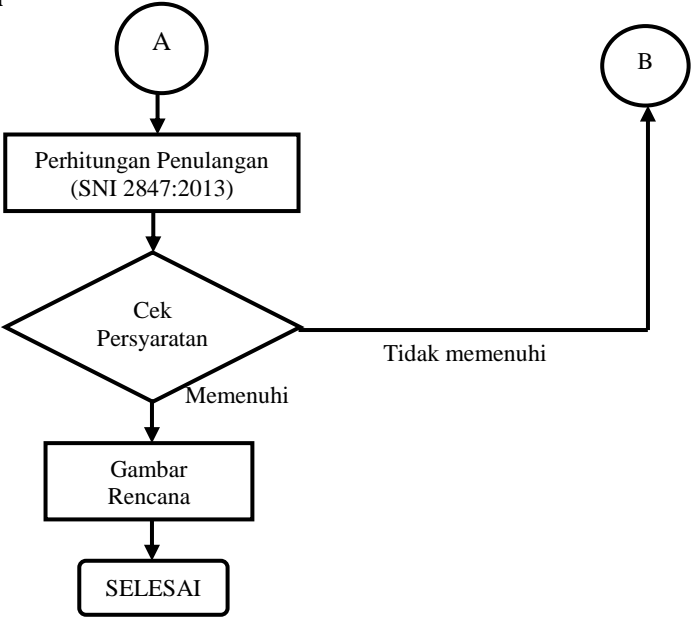 A
B
Perhitungan Penulangan
(SNI 2847:2013)
Cek
Persyaratan
Tidak memenuhi
Memenuhi
Gambar
Rencana
SELESAI